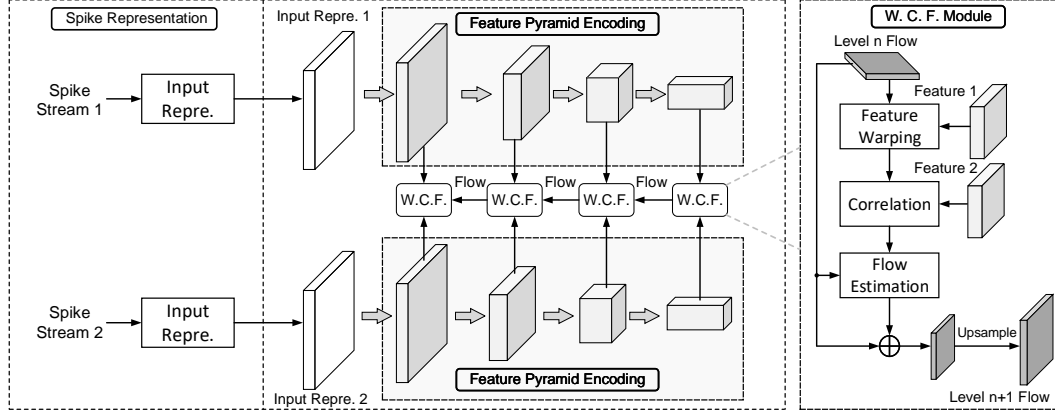 Spike Representation
Input Repre. 1
Feature Pyramid Encoding
W. C. F. Module
Spike
Stream 1
Input
Repre.
Level n Flow
Feature 1
Feature
Warping
Flow
Flow
Flow
W.C.F.
W.C.F.
W.C.F.
W.C.F.
Feature 2
Correlation
Spike
Stream 2
Input
Repre.
Flow
Estimation
Upsample
Feature Pyramid Encoding
Input Repre. 2
Level n+1 Flow